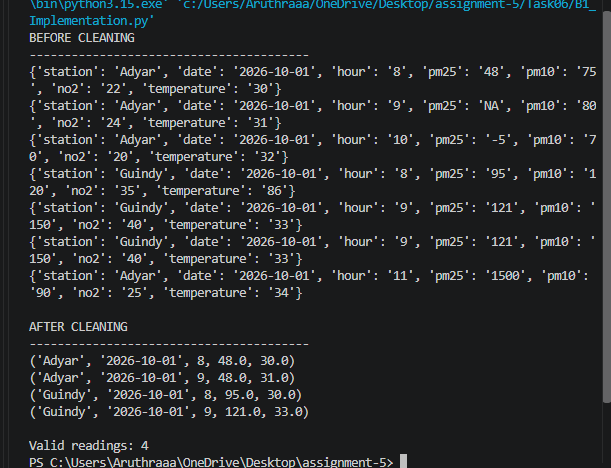 \bin\python3.15.exe' 'c:/Users/Aruthraaa/OneDrive/Desktop/assignment-5/Task06/B1_
Implementation.py'
BEFORE CLEANING
----------------------------------------
{'station': 'Adyar', 'date': '2026-10-01', 'hour': '8', 'pm25': '48', 'pm10': '75
', 'no2': '22', 'temperature': '30'}
{'station': 'Adyar', 'date': '2026-10-01', 'hour': '9', 'pm25': 'NA', 'pm10': '80
', 'no2': '24', 'temperature': '31'}
{'station': 'Adyar', 'date': '2026-10-01', 'hour': '10', 'pm25': '-5', 'pm10': '7
0', 'no2': '20', 'temperature': '32'}
{'station': 'Guindy', 'date': '2026-10-01', 'hour': '8', 'pm25': '95', 'pm10': '1
20', 'no2': '35', 'temperature': '86'}
{'station': 'Guindy', 'date': '2026-10-01', 'hour': '9', 'pm25': '121', 'pm10': '
150', 'no2': '40', 'temperature': '33'}
{'station': 'Guindy', 'date': '2026-10-01', 'hour': '9', 'pm25': '121', 'pm10': '
150', 'no2': '40', 'temperature': '33'}
{'station': 'Adyar', 'date': '2026-10-01', 'hour': '11', 'pm25': '1500', 'pm10':
'90', 'no2': '25', 'temperature': '34'}

AFTER CLEANING
----------------------------------------
('Adyar', '2026-10-01', 8, 48.0, 30.0)
('Adyar', '2026-10-01', 9, 48.0, 31.0)
('Guindy', '2026-10-01', 8, 95.0, 30.0)
('Guindy', '2026-10-01', 9, 121.0, 33.0)

Valid readings: 4
PS C:\Users\Aruthraaa\OneDrive\Desktop\assignment-5>